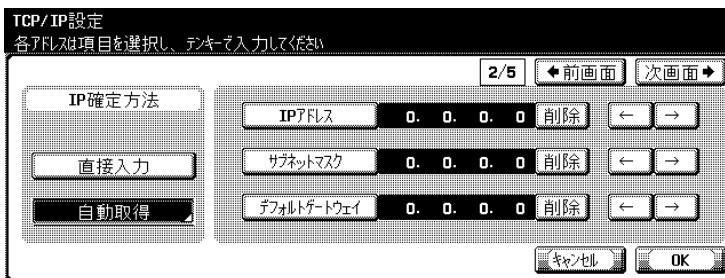 TCP/IP設定
各ｱﾄﾞﾚｽは項目を選択し、ﾃﾝｷｰで入力してください
2/5 ←前画面 次画面→
IP確定方法
IPｱﾄﾞﾚｽ 0. 0. 0. 0 削除 ← →
直接入力
ｻﾌﾞﾈｯﾄﾏｽｸ 0. 0. 0. 0 削除 ← →
自動取得
ﾃﾞﾌｫﾙﾄｹﾞｰﾄｳｪｲ 0. 0. 0. 0 削除 ← →
ｷｬﾝｾﾙ OK